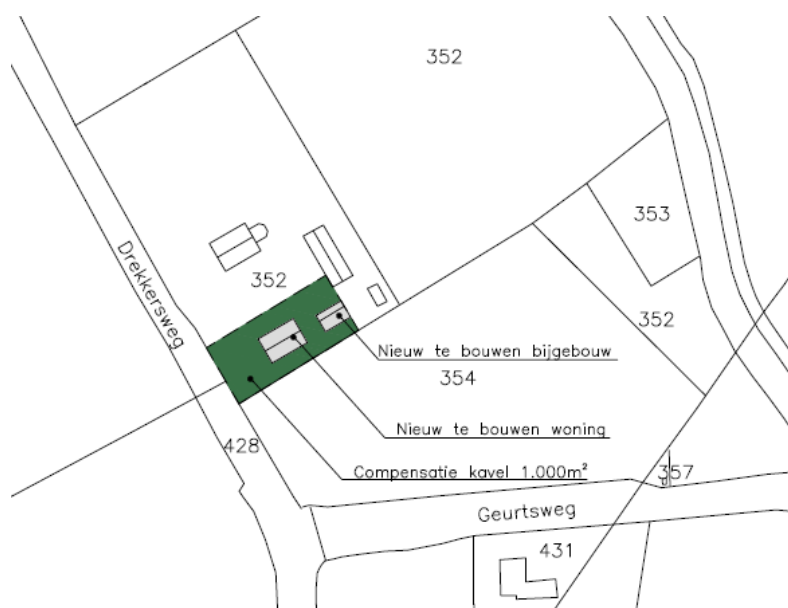 352
353
Drekkersweg
352
352
Nieuw te bouwen bijgebouw
354
Nieuw te bouwen woning
428
Compensatie kavel 1.000m²
357
Geurtsweg
431